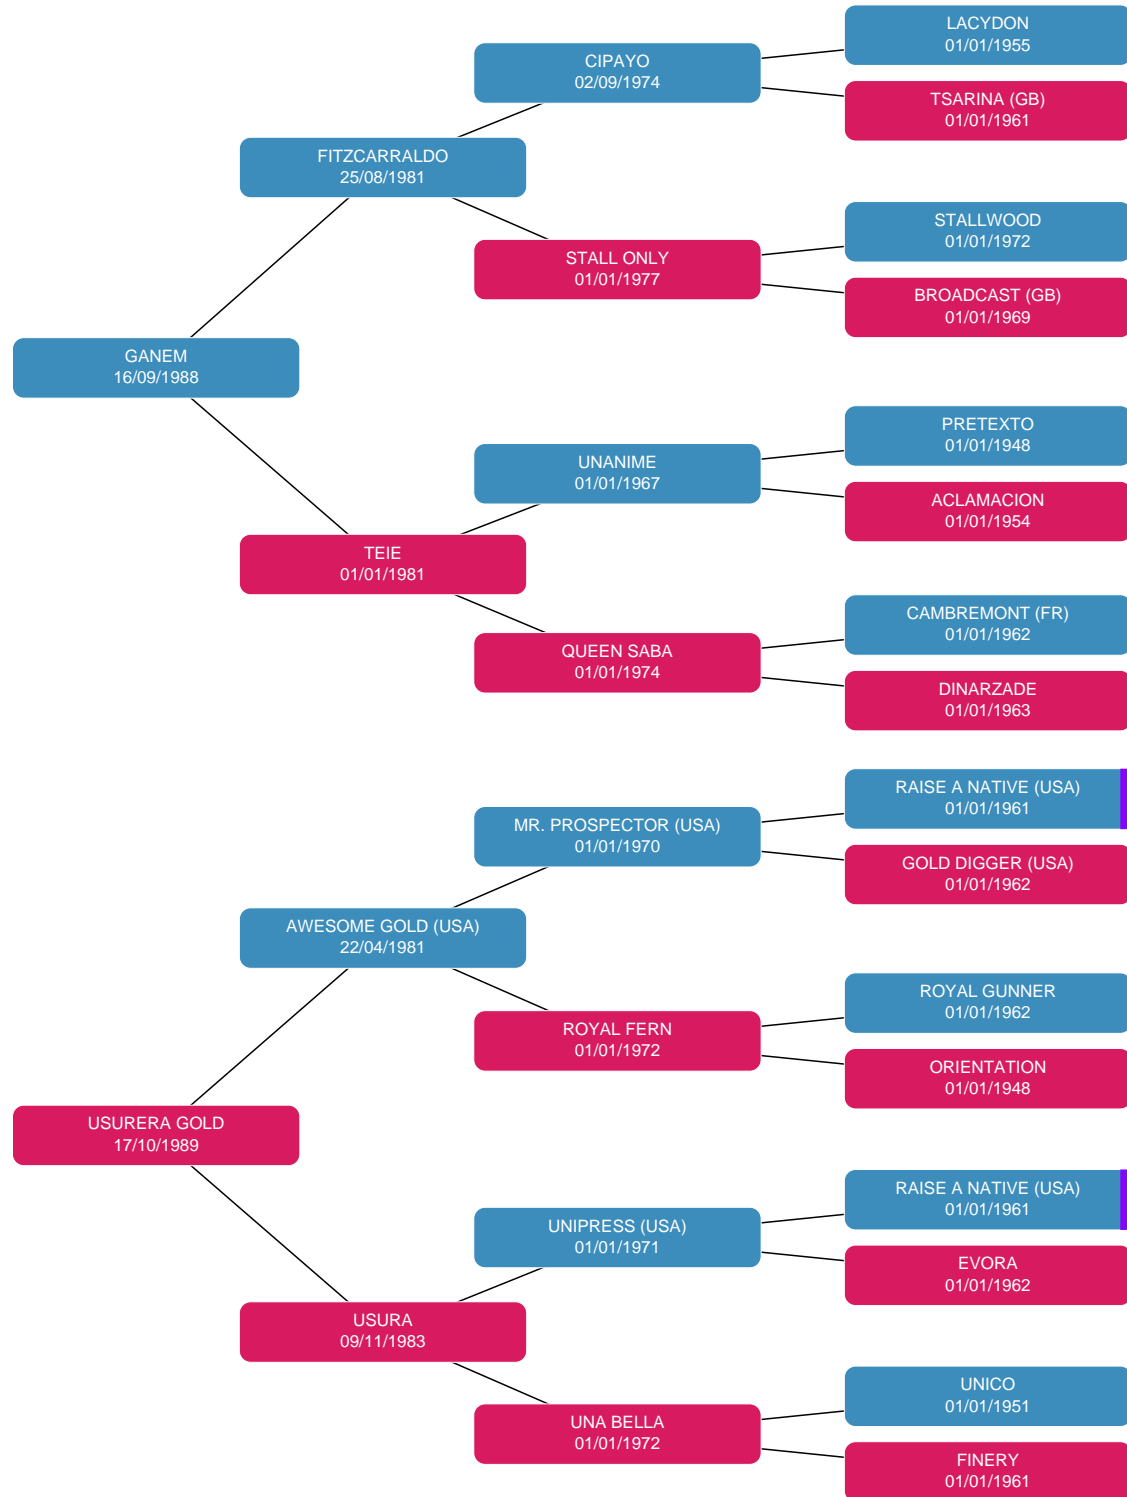 LACYDON
01/01/1955
CIPAYO
02/09/1974
TSARINA (GB)
01/01/1961
FITZCARRALDO
25/08/1981
STALLWOOD
01/01/1972
STALL ONLY
01/01/1977
BROADCAST (GB)
01/01/1969
GANEM
16/09/1988
PRETEXTO
01/01/1948
UNANIME
01/01/1967
ACLAMACION
01/01/1954
TEIE
01/01/1981
CAMBREMONT (FR)
01/01/1962
QUEEN SABA
01/01/1974
DINARZADE
01/01/1963
RAISE A NATIVE (USA)
01/01/1961
MR. PROSPECTOR (USA)
01/01/1970
GOLD DIGGER (USA)
01/01/1962
AWESOME GOLD (USA)
22/04/1981
ROYAL GUNNER
01/01/1962
ROYAL FERN
01/01/1972
ORIENTATION
01/01/1948
USURERA GOLD
17/10/1989
RAISE A NATIVE (USA)
01/01/1961
UNIPRESS (USA)
01/01/1971
EVORA
01/01/1962
USURA
09/11/1983
UNICO
01/01/1951
UNA BELLA
01/01/1972
FINERY
01/01/1961